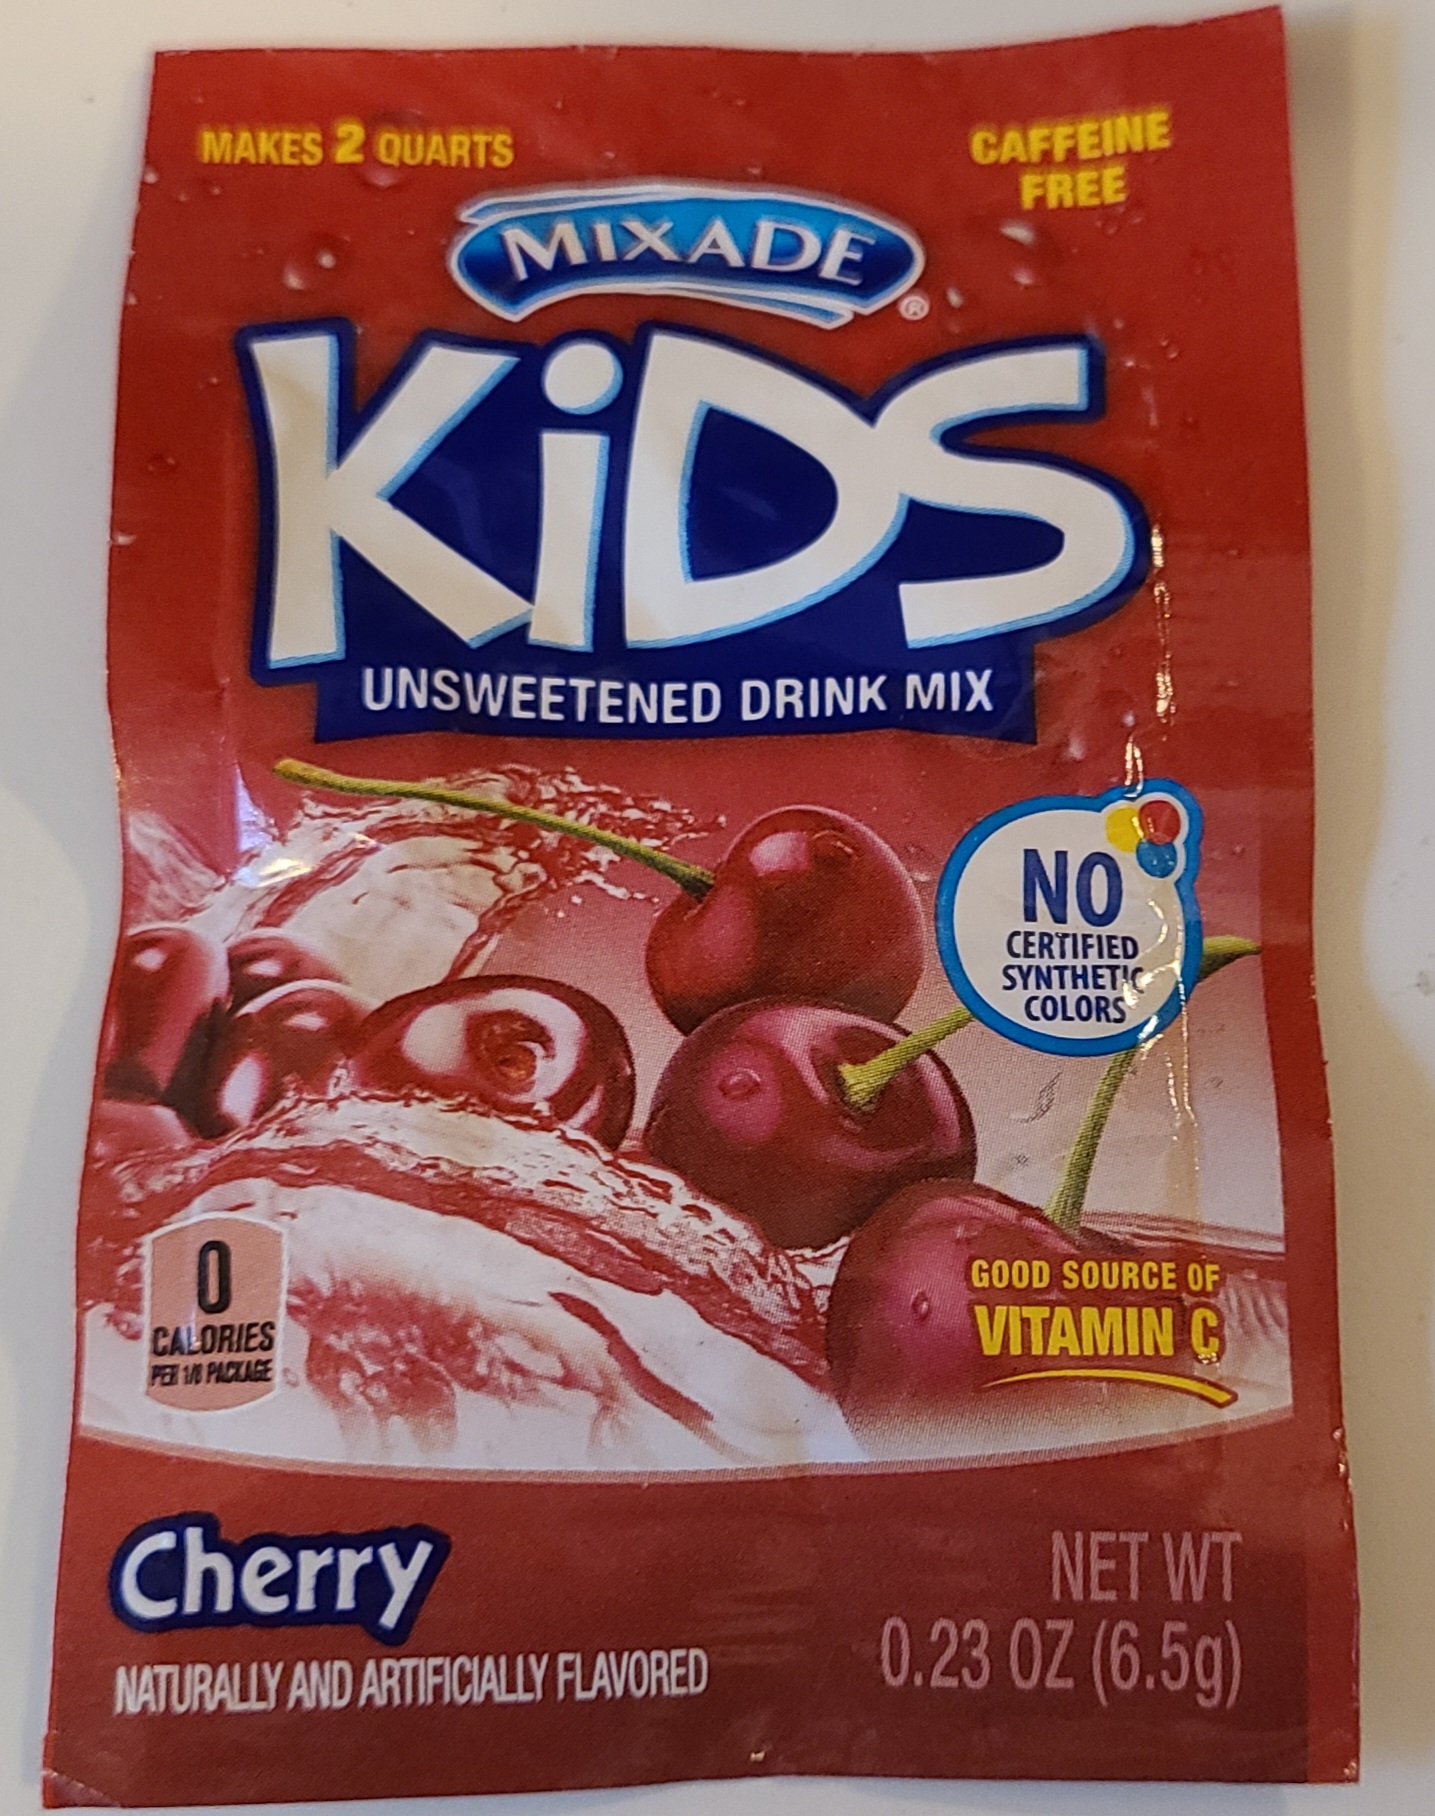 MAKES 2 QUARTS
CAFFEINE
FREE
MIXADE®
KiDS
UNSWEETENED DRINK MIX
NO
CERTIFIED
SYNTHETIC
COLORS
0
CALORIES
PER 1/8 PACKAGE
GOOD SOURCE OF
VITAMIN C
Cherry
NATURALLY AND ARTIFICIALLY FLAVORED
NET WT
0.23 OZ (6.5g)